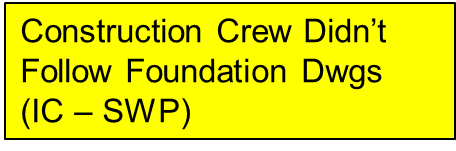 Construction Crew Didn’t
Follow Foundation Dwgs
(IC – SWP)